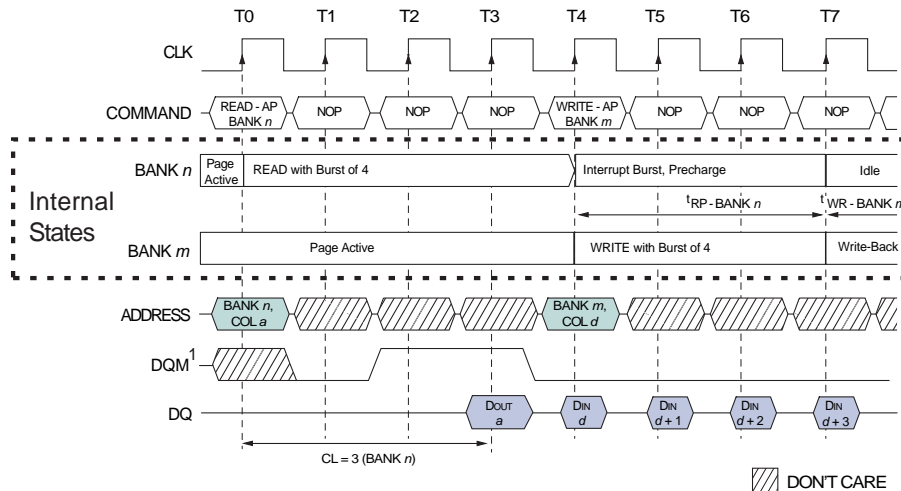 T0 T1 T2 T3 T4 T5 T6 T7
CLK
COMMAND READ - AP NOP NOP NOP WRITE - AP NOP NOP NOP
BANK n BANK m
BANK n Page Active READ with Burst of 4 Interrupt Burst, Precharge Idle
Internal States
tRP - BANK n tWR - BANK m
BANK m Page Active WRITE with Burst of 4 Write-Back
ADDRESS BANK n, COL a BANK m, COL d
DQM1
DQ DOUT a DIN d DIN d + 1 DIN d + 2 DIN d + 3
CL = 3 (BANK n)
DON'T CARE